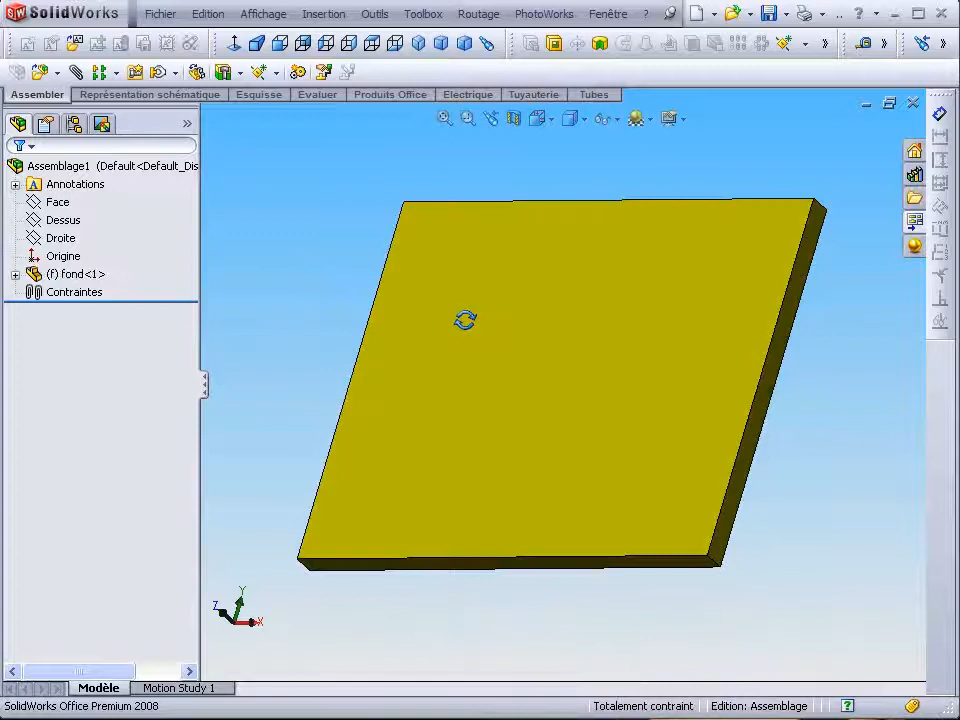 SolidWorks Fichier Edition Affichage Insertion Outils Toolbox Routage PhotoWorks Fenêtre ?
Assembler Représentation schématique Esquisse Evaluer Produits Office Electrique Tuyauterie Tubes
Assemblage1 (Default<Default_Dis
A Annotations
Face
Dessus
Droite
Origine
(f) fond<1>
Contraintes
Y
Z
X
Modèle Motion Study 1
SolidWorks Office Premium 2008 Totalement contraint Edition: Assemblage ?